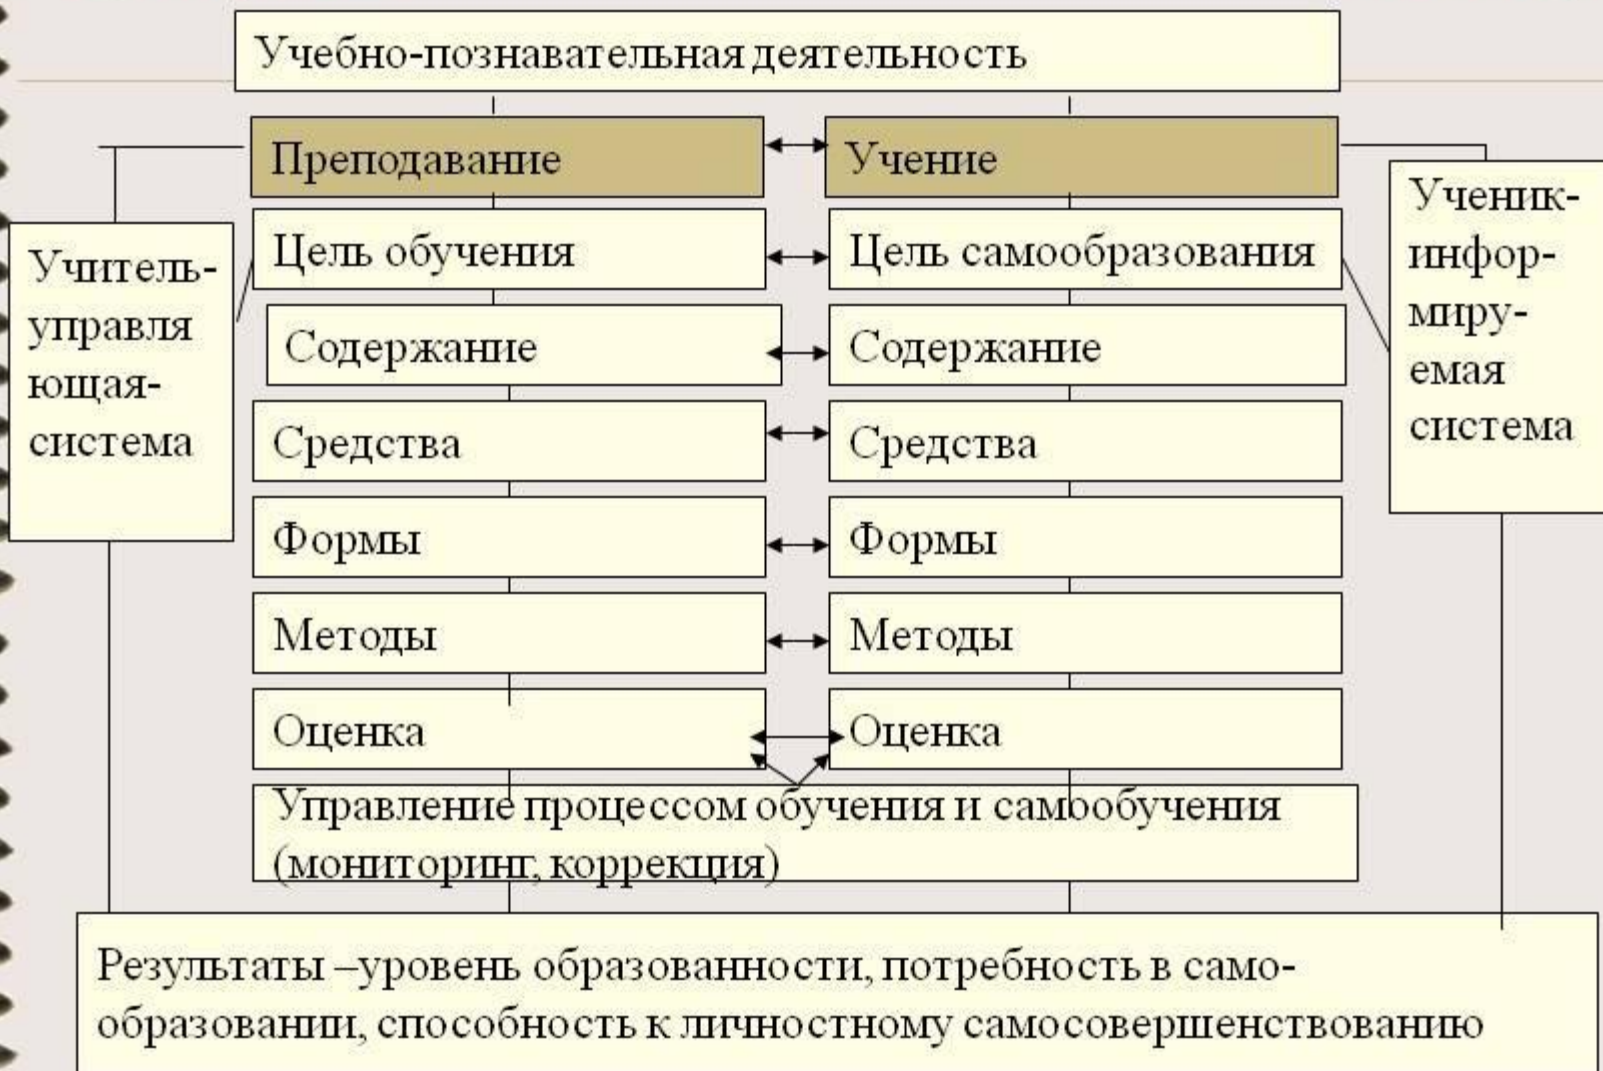 Учебно-познавательная деятельность
Преподавание
Учение
Учитель-
управля
ющая-
система
Ученик-
инфор-
миру-
емая
система
Цель обучения
Цель самообразования
Содержание
Содержание
Средства
Средства
Формы
Формы
Методы
Методы
Оценка
Оценка
Управление процессом обучения и самообучения
(мониторинг, коррекция)
Результаты –уровень образованности, потребность в само-
образовании, способность к личностному самосовершенствованию